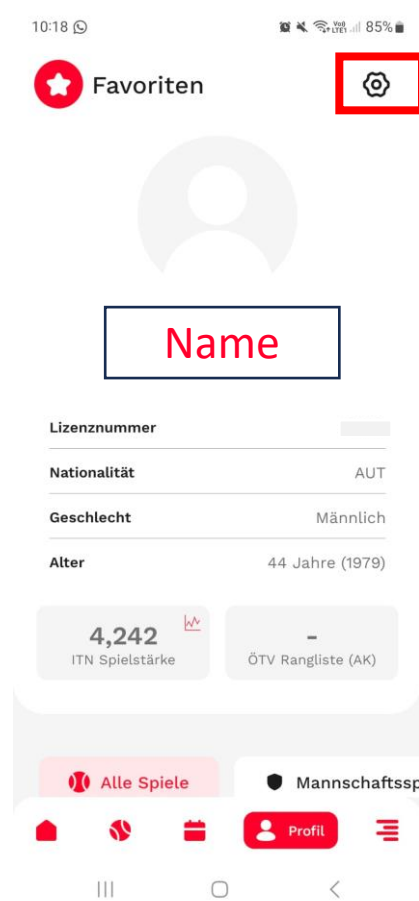 10:18 85%
Favoriten
Name
Lizenznummer
Nationalität AUT
Geschlecht Männlich
Alter 44 Jahre (1979)
4,242 -
ITN Spielstärke ÖTV Rangliste (AK)
Alle Spiele Mannschaftssp
Profil